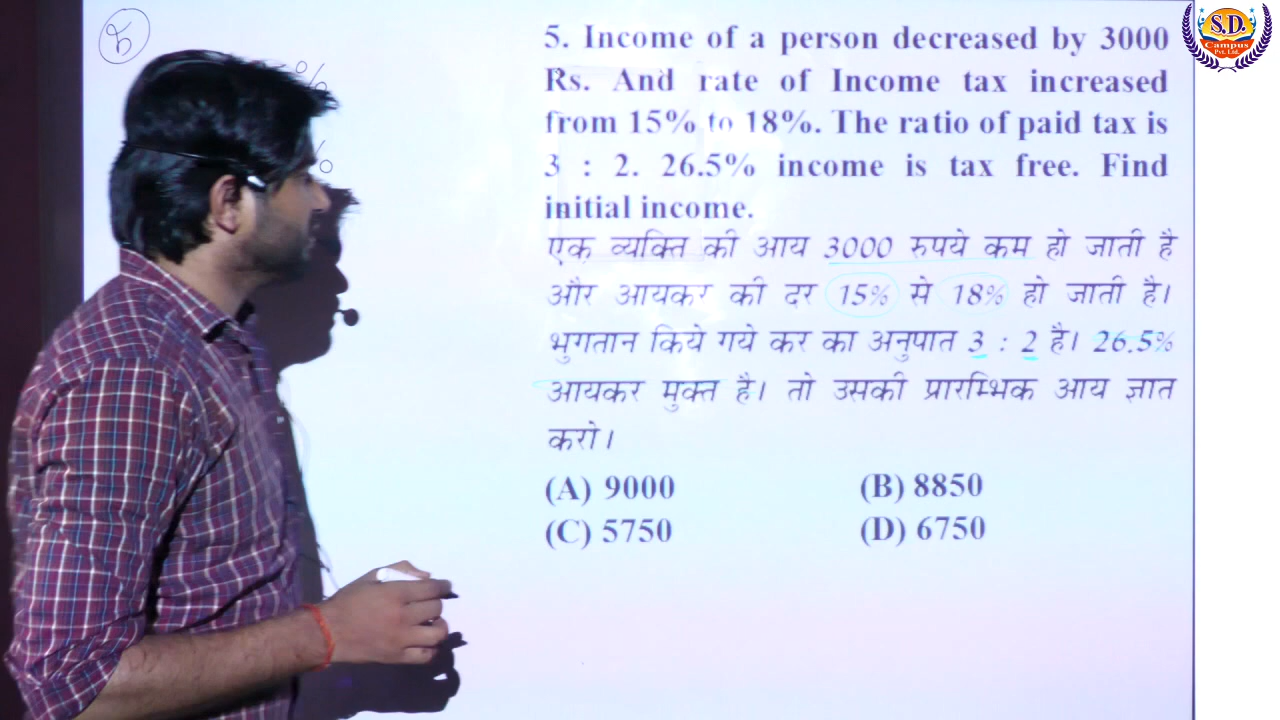 5. Income of a person decreased by 3000
Rs. And rate of Income tax increased
from 15% to 18%. The ratio of paid tax is
3 : 2. 26.5% income is tax free. Find
initial income.
एक व्यक्ति की आय 3000 रुपये कम हो जाती है
और आयकर की दर 15% से 18% हो जाती है।
भुगतान किये गये कर का अनुपात 3 : 2 है। 26.5%
आयकर मुक्त है। तो उसकी प्रारम्भिक आय ज्ञात
करो।
(A) 9000 (B) 8850
(C) 5750 (D) 6750
S.D.
Campus
Pvt. Ltd.
%
%